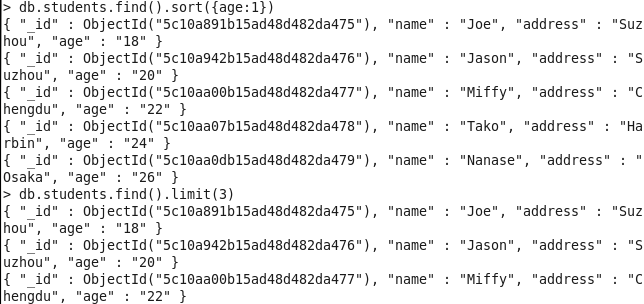 > db.students.find().sort({age:1})
{ "_id" : ObjectId("5c10a891b15ad48d482da475"), "name" : "Joe", "address" : "Suz
hou", "age" : "18" }
{ "_id" : ObjectId("5c10a942b15ad48d482da476"), "name" : "Jason", "address" : "S
uzhou", "age" : "20" }
{ "_id" : ObjectId("5c10aa00b15ad48d482da477"), "name" : "Miffy", "address" : "C
hengdu", "age" : "22" }
{ "_id" : ObjectId("5c10aa07b15ad48d482da478"), "name" : "Tako", "address" : "Ha
rbin", "age" : "24" }
{ "_id" : ObjectId("5c10aa0db15ad48d482da479"), "name" : "Nanase", "address" : "
Osaka", "age" : "26" }
> db.students.find().limit(3)
{ "_id" : ObjectId("5c10a891b15ad48d482da475"), "name" : "Joe", "address" : "Suz
hou", "age" : "18" }
{ "_id" : ObjectId("5c10a942b15ad48d482da476"), "name" : "Jason", "address" : "S
uzhou", "age" : "20" }
{ "_id" : ObjectId("5c10aa00b15ad48d482da477"), "name" : "Miffy", "address" : "C
hengdu", "age" : "22" }